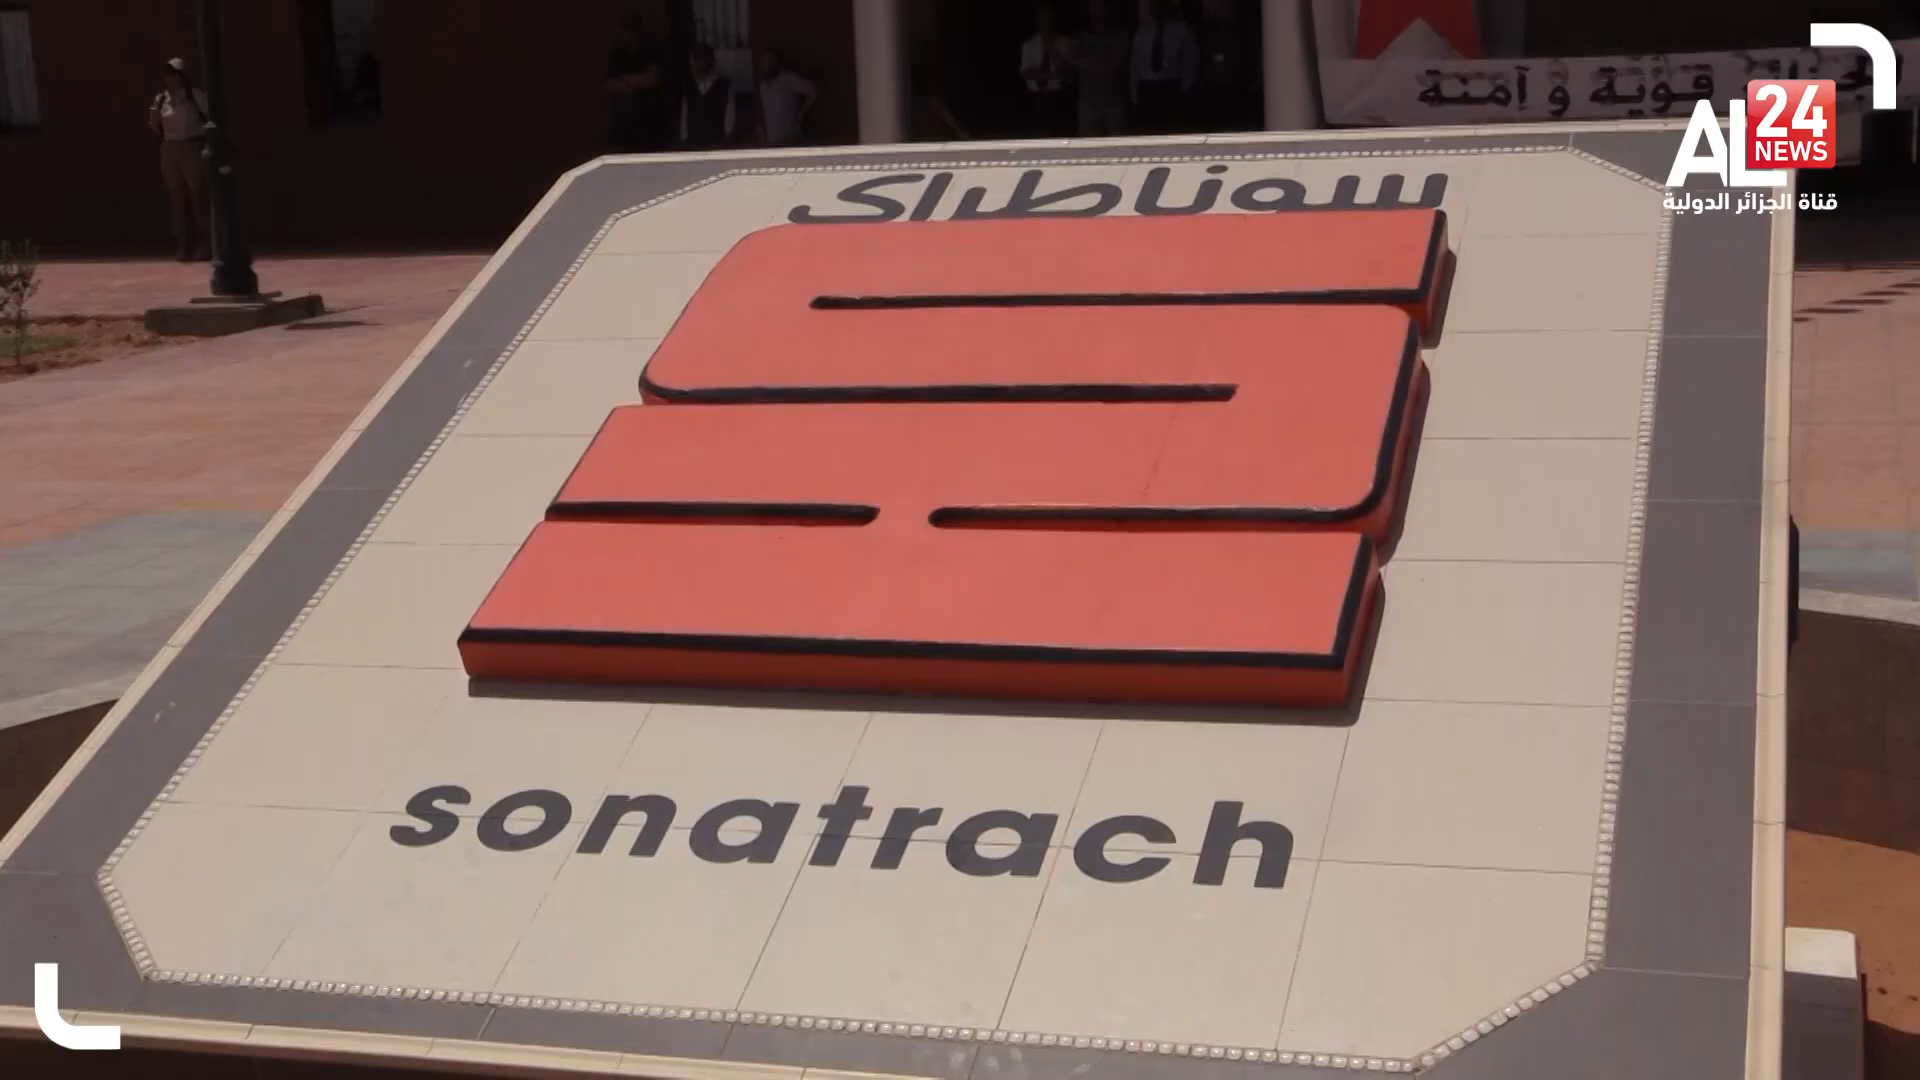 قوية و آمنة
AL
24
NEWS
قناة الجزائر الدولية
سوناطراك
sonatrach